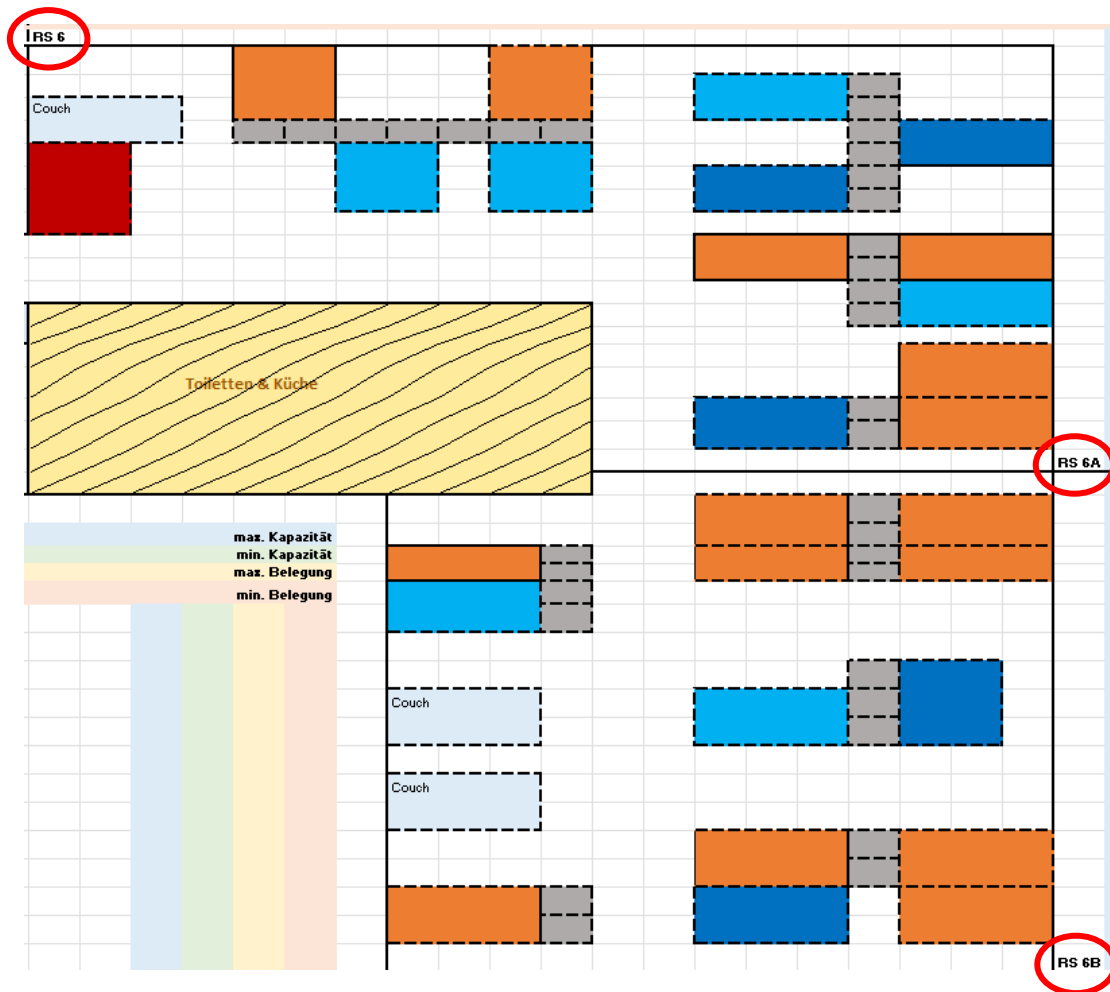 RS 6
Couch
Toiletten & Küche
RS 6A
max. Kapazität
min. Kapazität
max. Belegung
min. Belegung
Couch
Couch
RS 6B